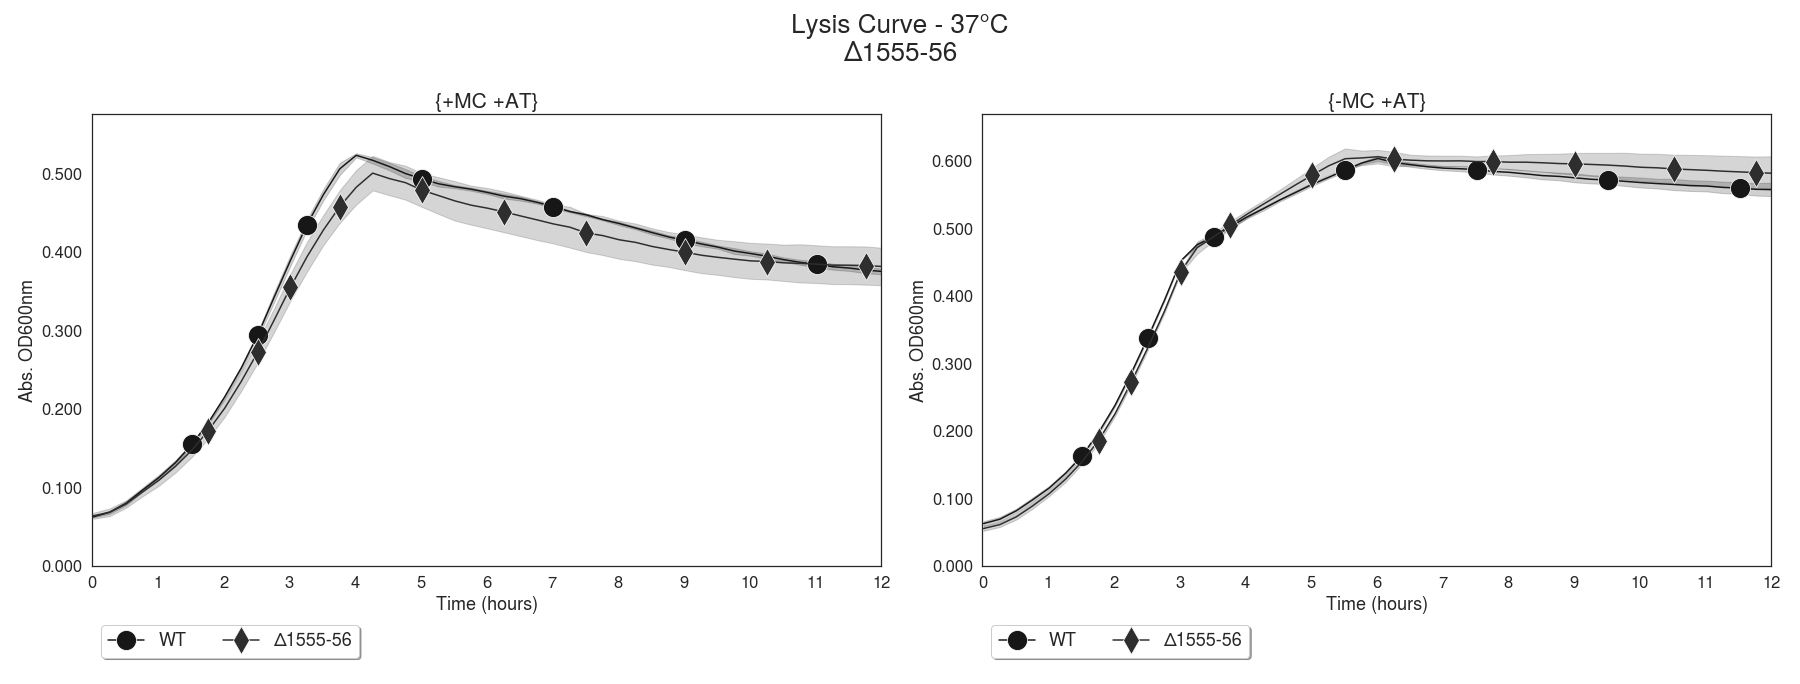 Lysis Curve - 37°C
Δ1555-56
{+MC +AT}
0.500
0.400
0.300
0.200
0.100
0.000
Abs. OD600nm
0 1 2 3 4 5 6 7 8 9 10 11 12
Time (hours)
WT Δ1555-56
{-MC +AT}
0.600
0.500
0.400
0.300
0.200
0.100
0.000
Abs. OD600nm
0 1 2 3 4 5 6 7 8 9 10 11 12
Time (hours)
WT Δ1555-56